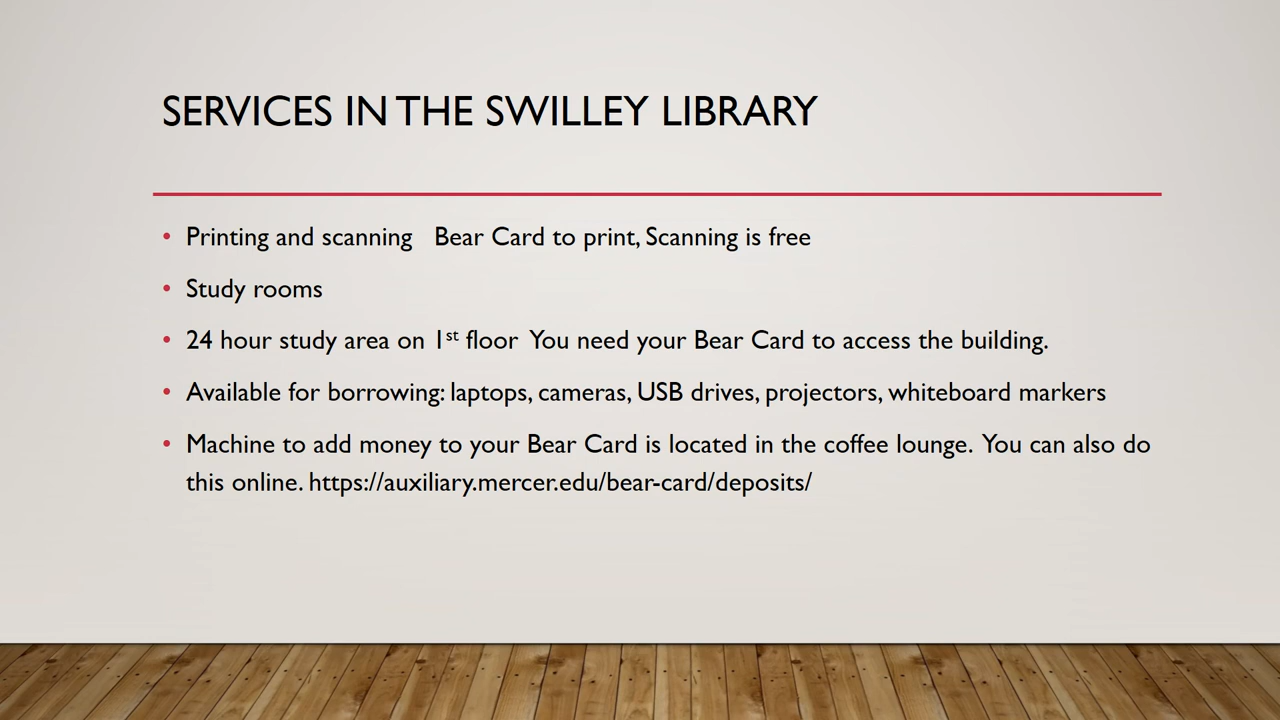 SERVICES IN THE SWILLEY LIBRARY
• Printing and scanning Bear Card to print, Scanning is free
• Study rooms
• 24 hour study area on 1st floor You need your Bear Card to access the building.
• Available for borrowing: laptops, cameras, USB drives, projectors, whiteboard markers
• Machine to add money to your Bear Card is located in the coffee lounge. You can also do
this online. https://auxiliary.mercer.edu/bear-card/deposits/